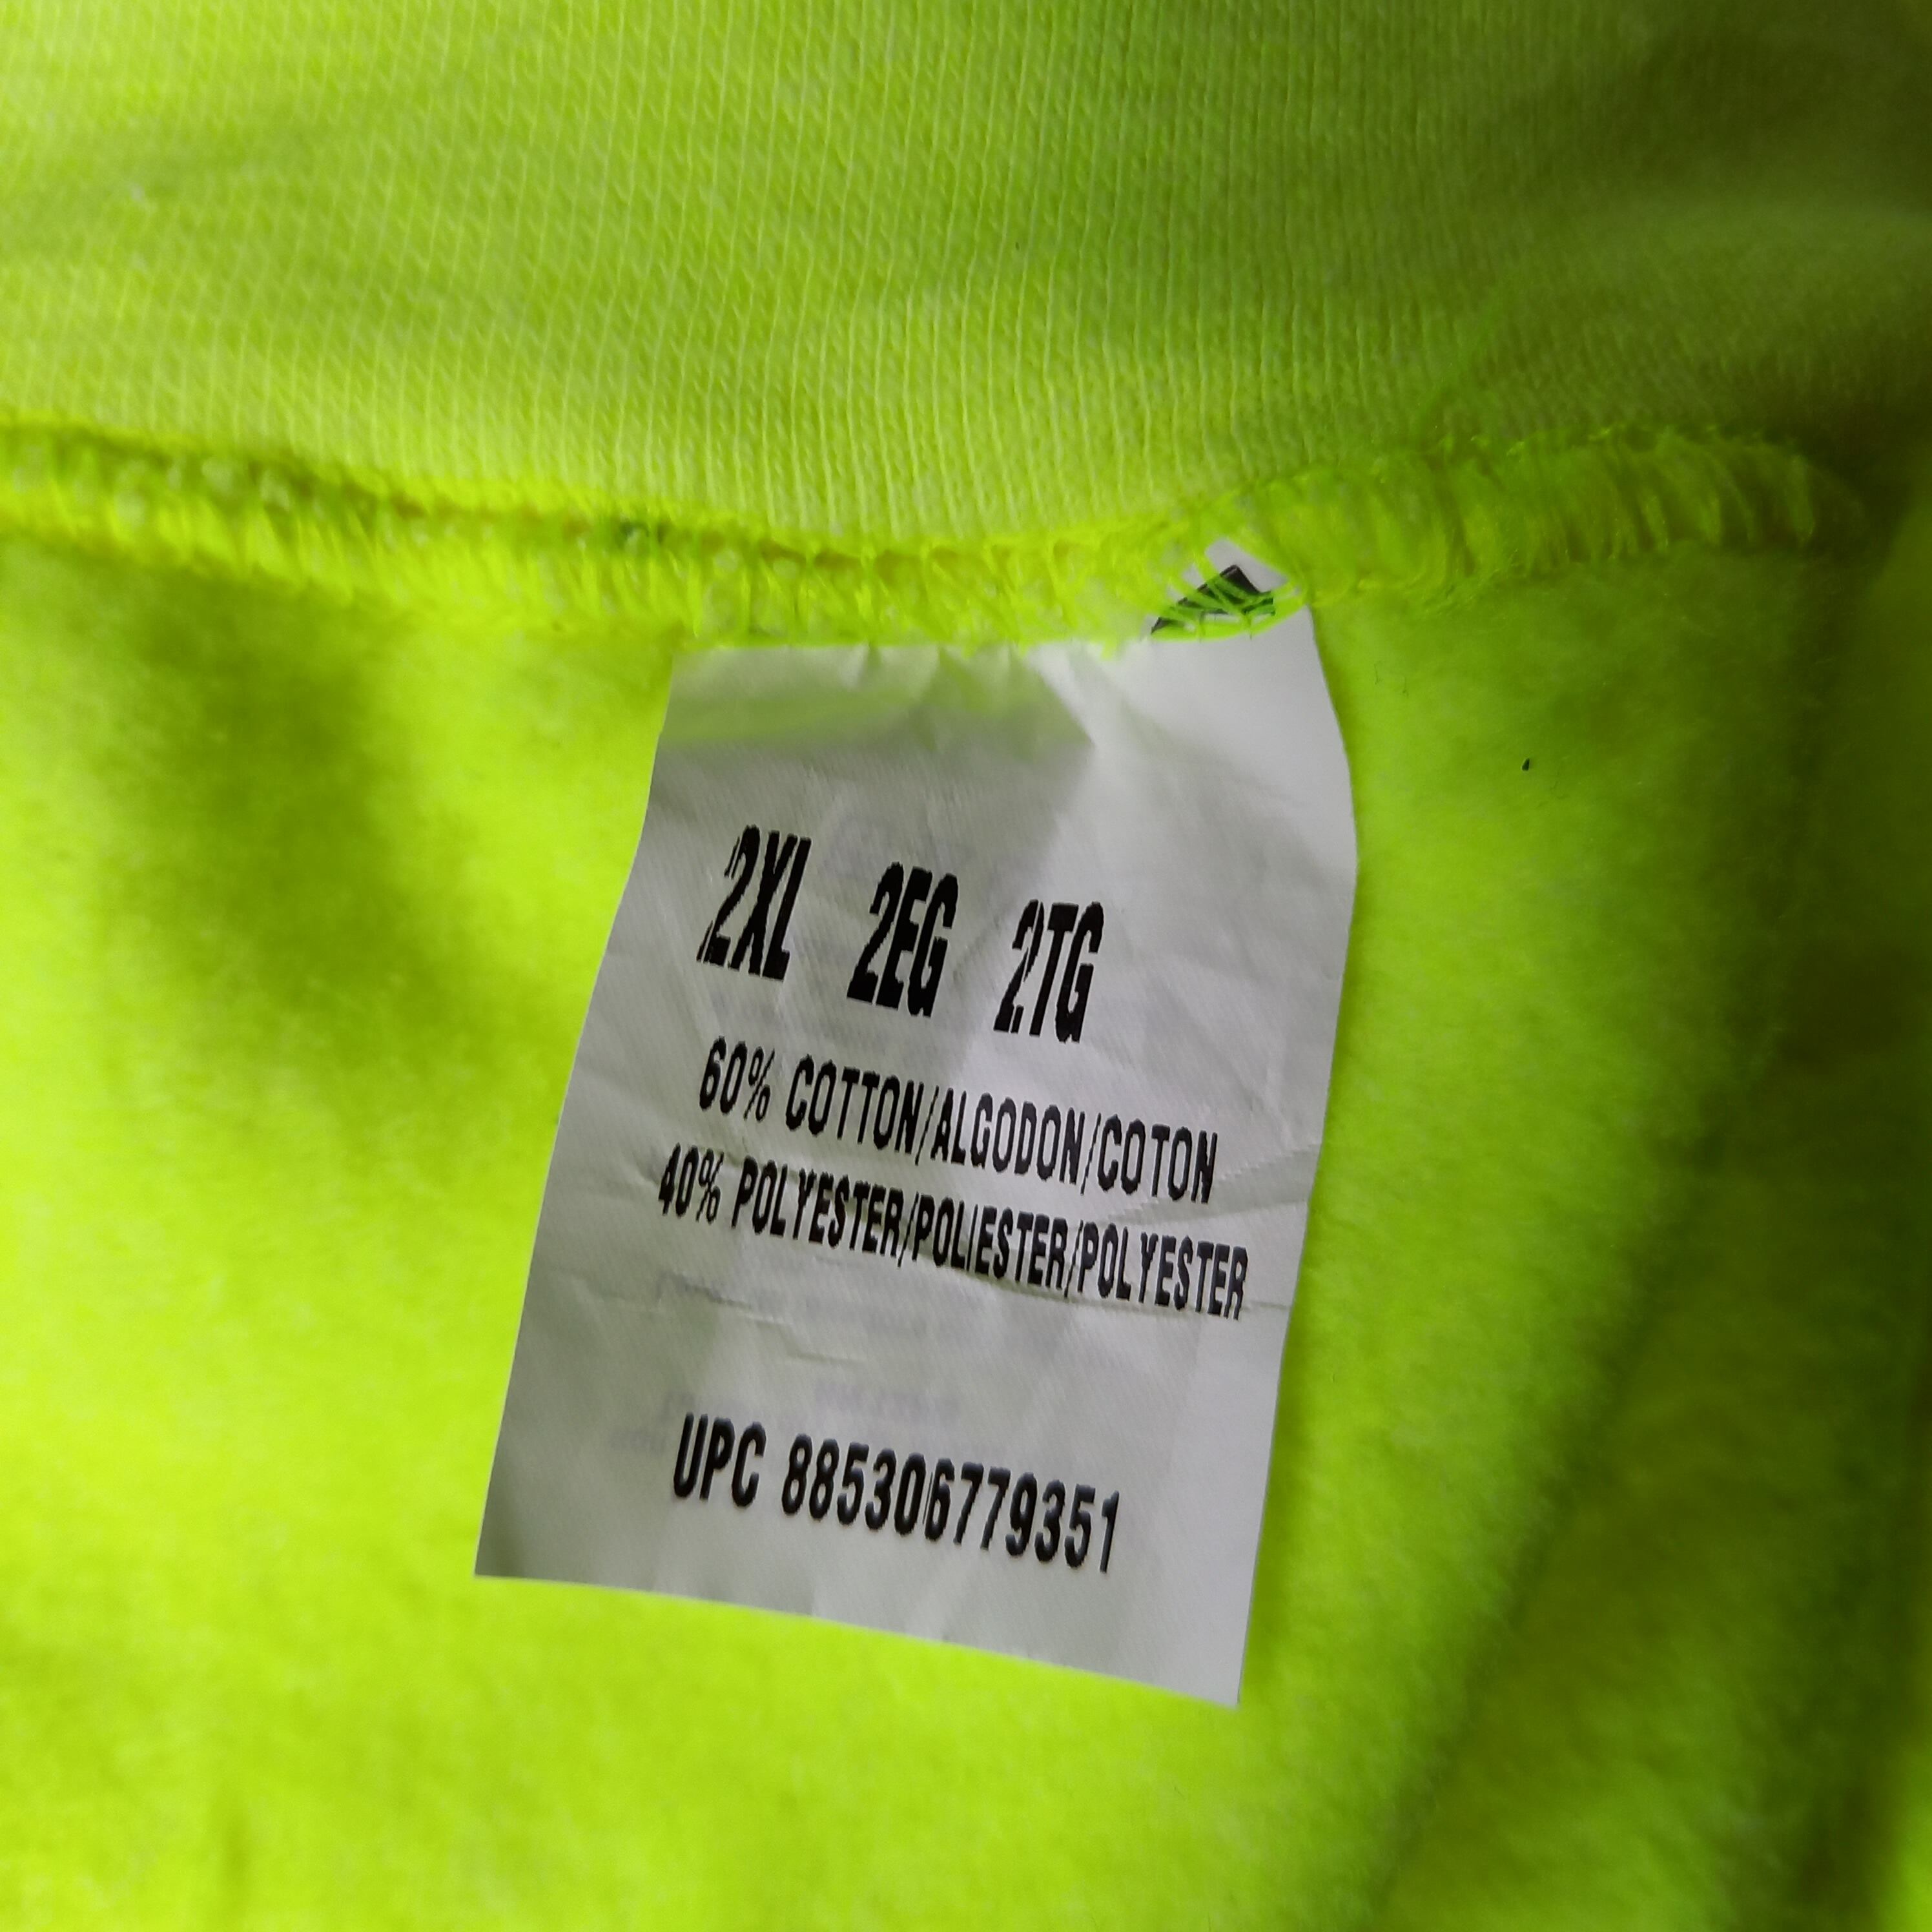 2XL 2EG 2TG
60% COTTON/ALGODON/COTON
40% POLYESTER/POLIESTER/POLYESTER
UPC 885306779351